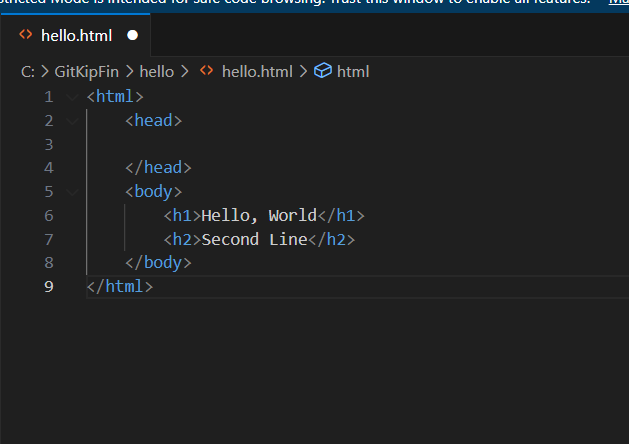 stricted Mode is intended for safe code browsing. Trust this window to enable all features.
hello.html
C: > GitKipFin > hello > hello.html > html
1 <html>
2 <head>
3
4 </head>
5 <body>
6 <h1>Hello, World</h1>
7 <h2>Second Line</h2>
8 </body>
9 </html>